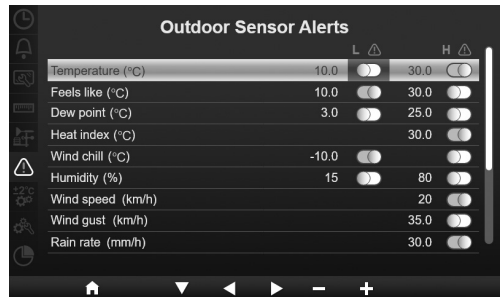 Outdoor Sensor Alerts
L H
Temperature (°C) 10.0 30.0
Feels like (°C) 10.0 30.0
Dew point (°C) 3.0 25.0
Heat index (°C) 30.0
Wind chill (°C) -10.0
Humidity (%) 15 80
Wind speed (km/h) 20
Wind gust (km/h) 35.0
Rain rate (mm/h) 30.0
±2°C